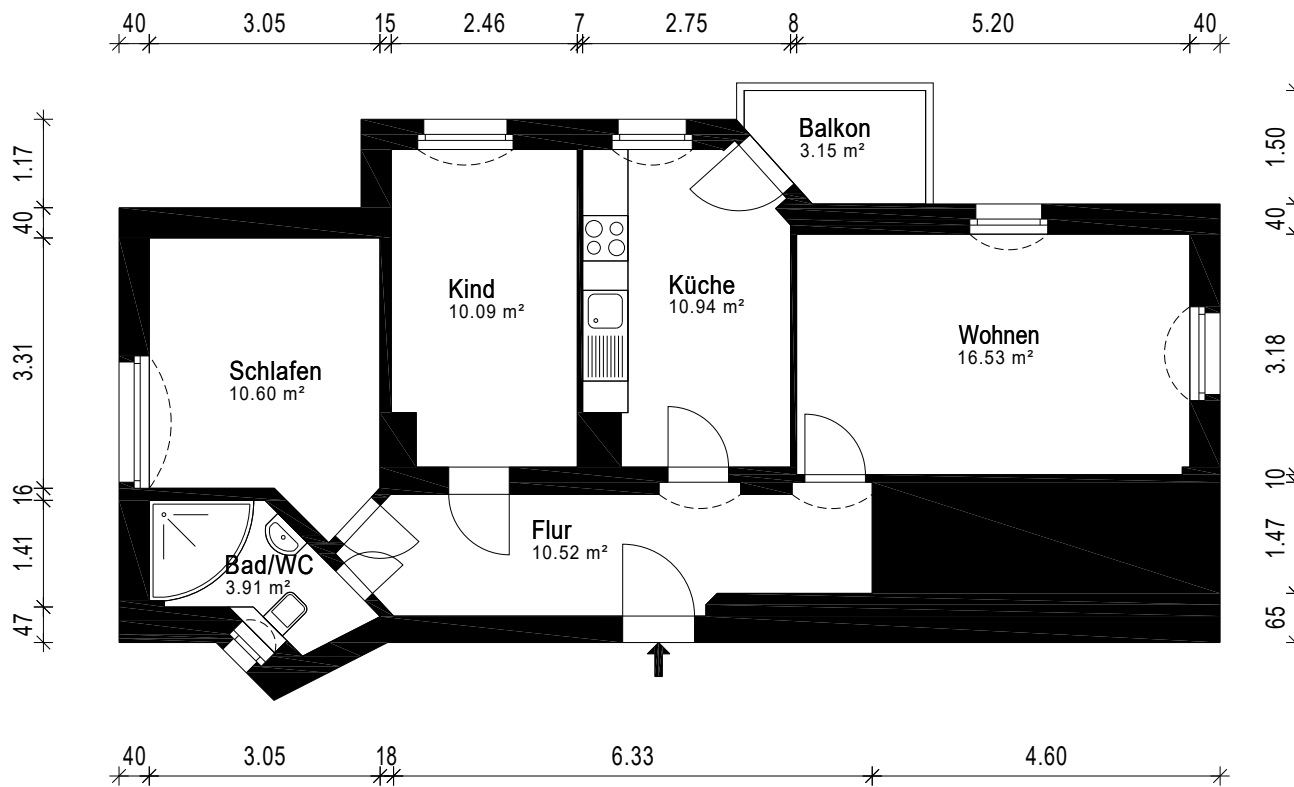 40 3.05 15 2.46 7 2.75 8 5.20 40
Balkon
3.15 m²
Kind
10.09 m²
Küche
10.94 m²
Wohnen
16.53 m²
Schlafen
10.60 m²
Flur
10.52 m²
Bad/WC
3.91 m²
1.17
40
3.31
16
1.41
47
1.50
40
3.18
10
1.47
65
40 3.05 18 6.33 4.60